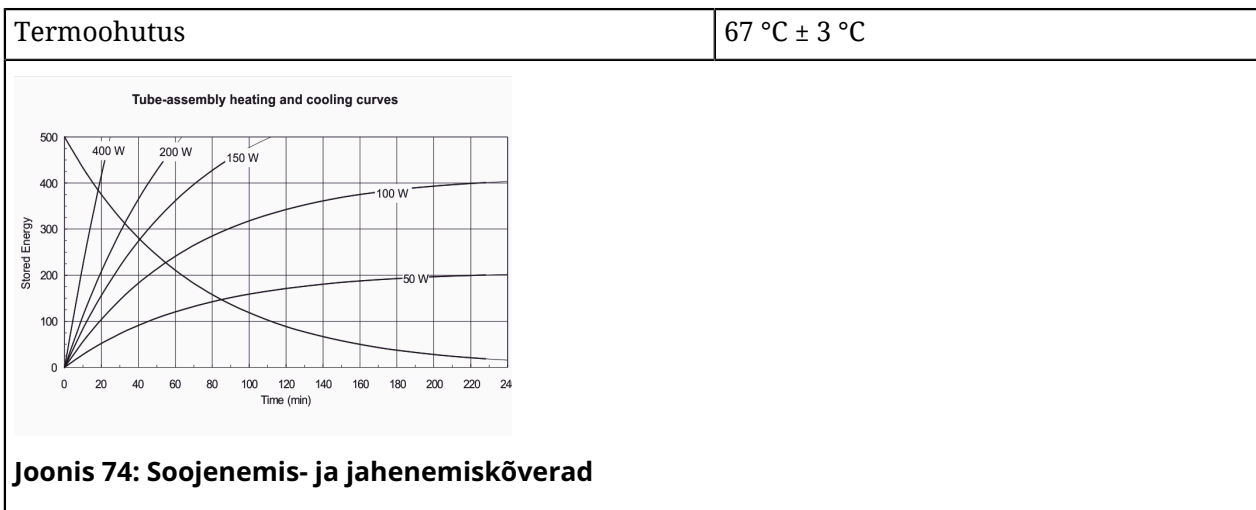 Termoohutus 67 °C ± 3 °C
Tube-assembly heating and cooling curves
Stored Energy
500
400
300
200
100
0
400 W
200 W
150 W
100 W
50 W
0 20 40 60 80 100 120 140 160 180 200 220 24
Time (min)
Joonis 74: Soojenemis- ja jahenemiskõverad